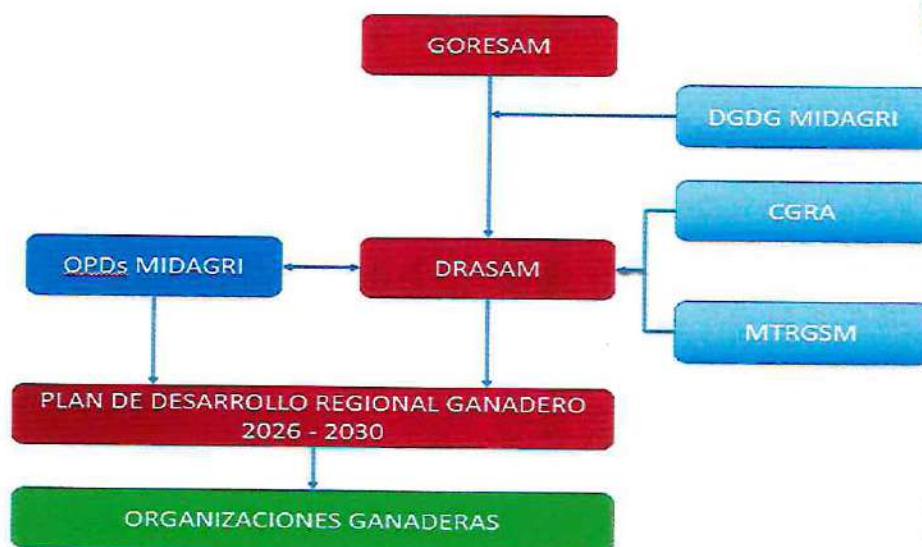 GORESAM
DGDG MIDAGRI
CGRA
OPDs MIDAGRI
DRASAM
MTRGSM
PLAN DE DESARROLLO REGIONAL GANADERO
2026 - 2030
ORGANIZACIONES GANADERAS